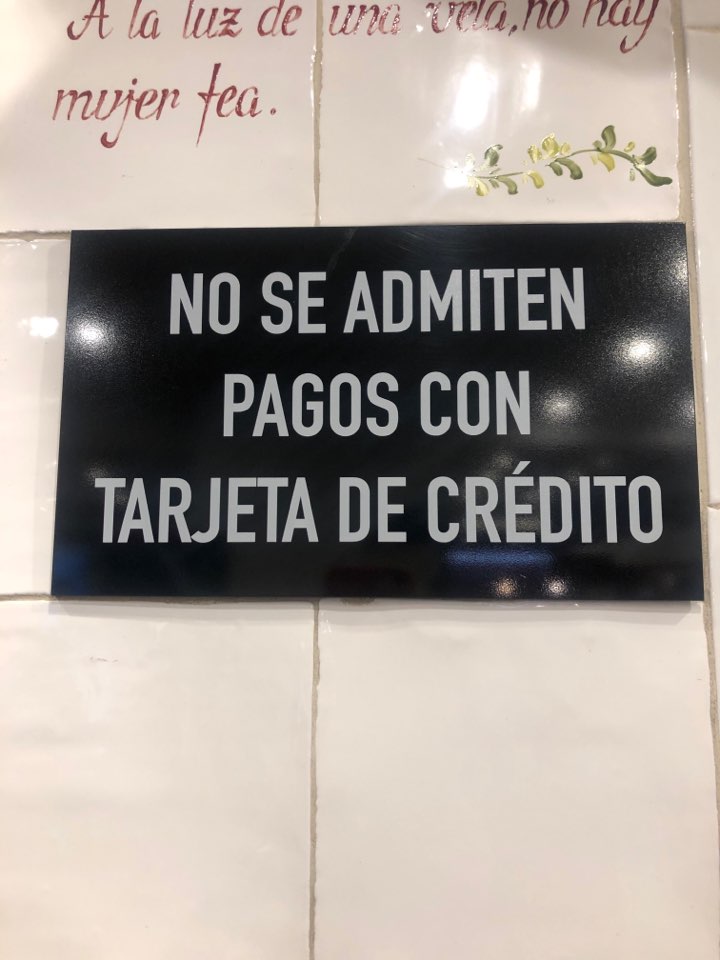 A la luz de una vela, no hay
mujer fea.
NO SE ADMITEN
PAGOS CON
TARJETA DE CRÉDITO